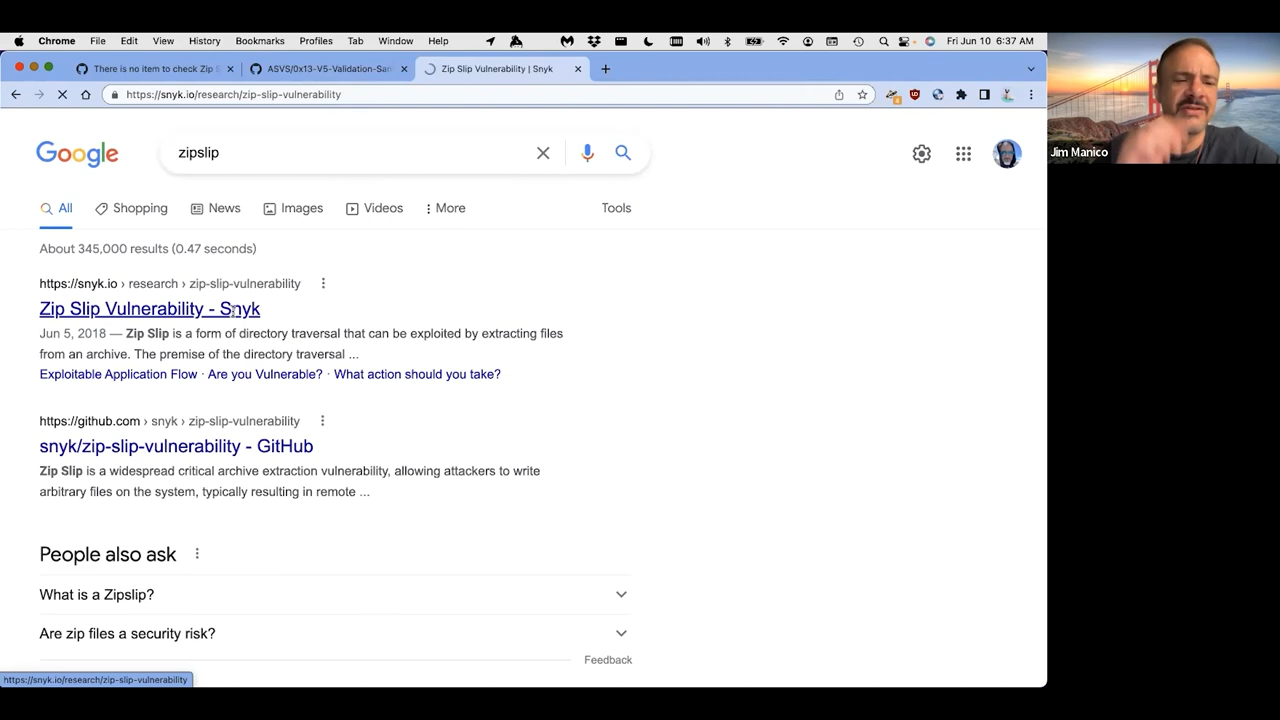 Chrome File Edit View History Bookmarks Profiles Tab Window Help Fri Jun 10 6:37 AM
There is no item to check Zip S ASVS/0x13-V5-Validation-San Zip Slip Vulnerability | Snyk
https://snyk.io/research/zip-slip-vulnerability
Jim Manico
Google zipslip
All Shopping News Images Videos More Tools
About 345,000 results (0.47 seconds)
https://snyk.io › research › zip-slip-vulnerability
Zip Slip Vulnerability - Snyk
Jun 5, 2018 — Zip Slip is a form of directory traversal that can be exploited by extracting files
from an archive. The premise of the directory traversal ...
Exploitable Application Flow · Are you Vulnerable? · What action should you take?
https://github.com › snyk › zip-slip-vulnerability
snyk/zip-slip-vulnerability - GitHub
Zip Slip is a widespread critical archive extraction vulnerability, allowing attackers to write
arbitrary files on the system, typically resulting in remote ...
People also ask
What is a Zipslip?
Are zip files a security risk?
Feedback
https://snyk.io/research/zip-slip-vulnerability